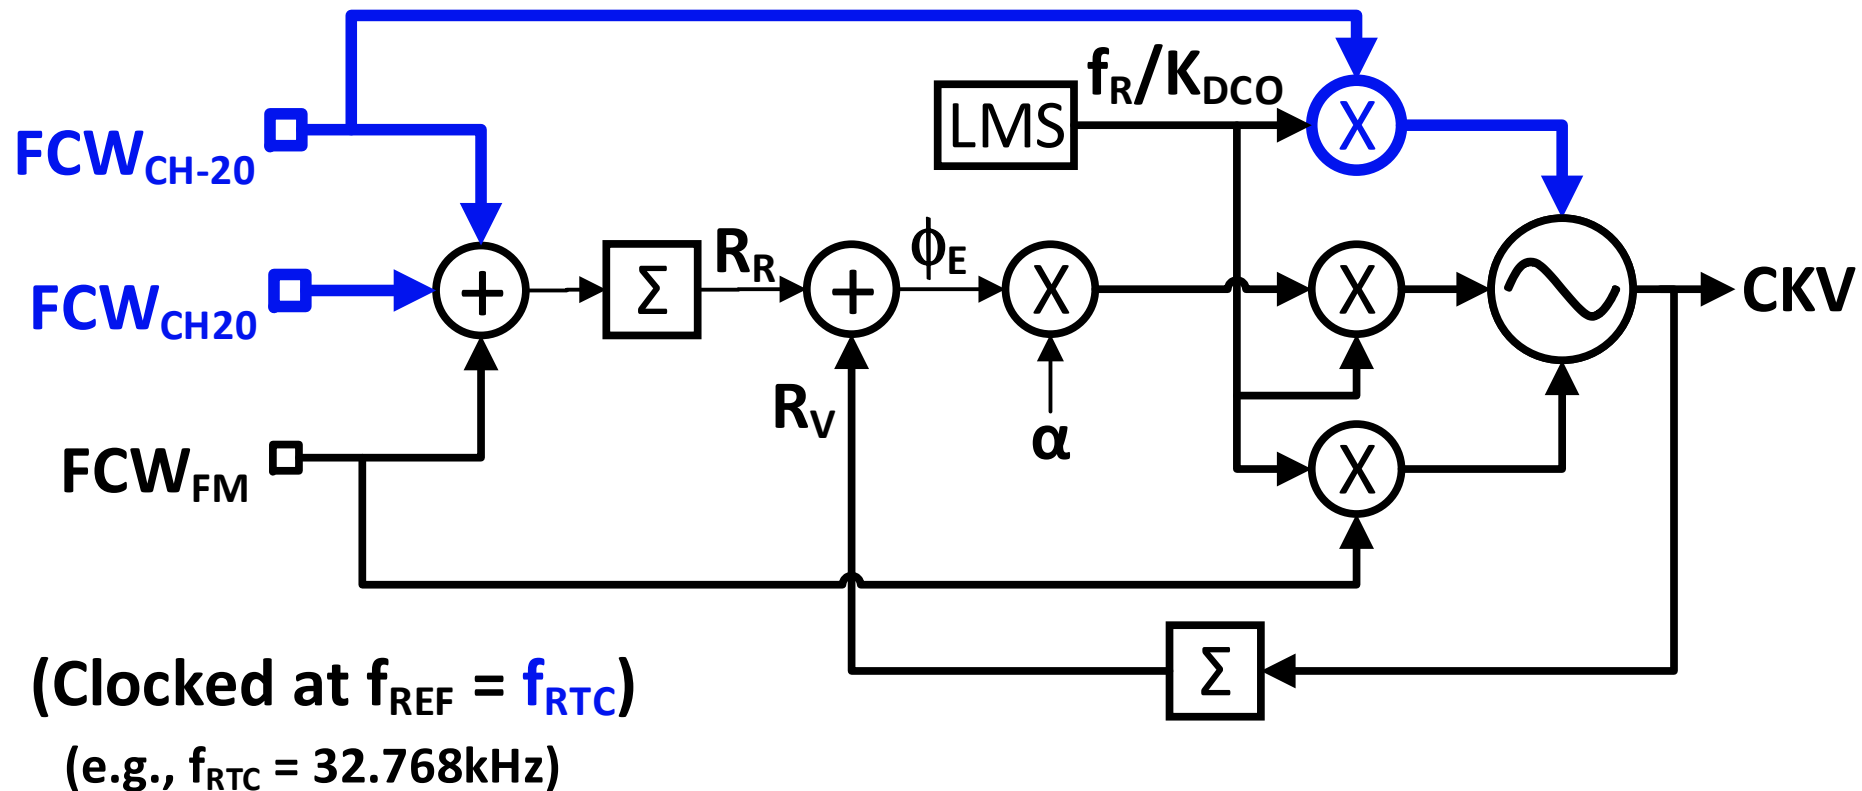 f_R/K_DCO
LMS
X
FCW_CH-20
ϕ_E
R_R
FCW_CH20
+
Σ
+
X
X
CKV
R_V
α
FCW_FM
X
Σ
(Clocked at f_REF = f_RTC)
(e.g., f_RTC = 32.768kHz)